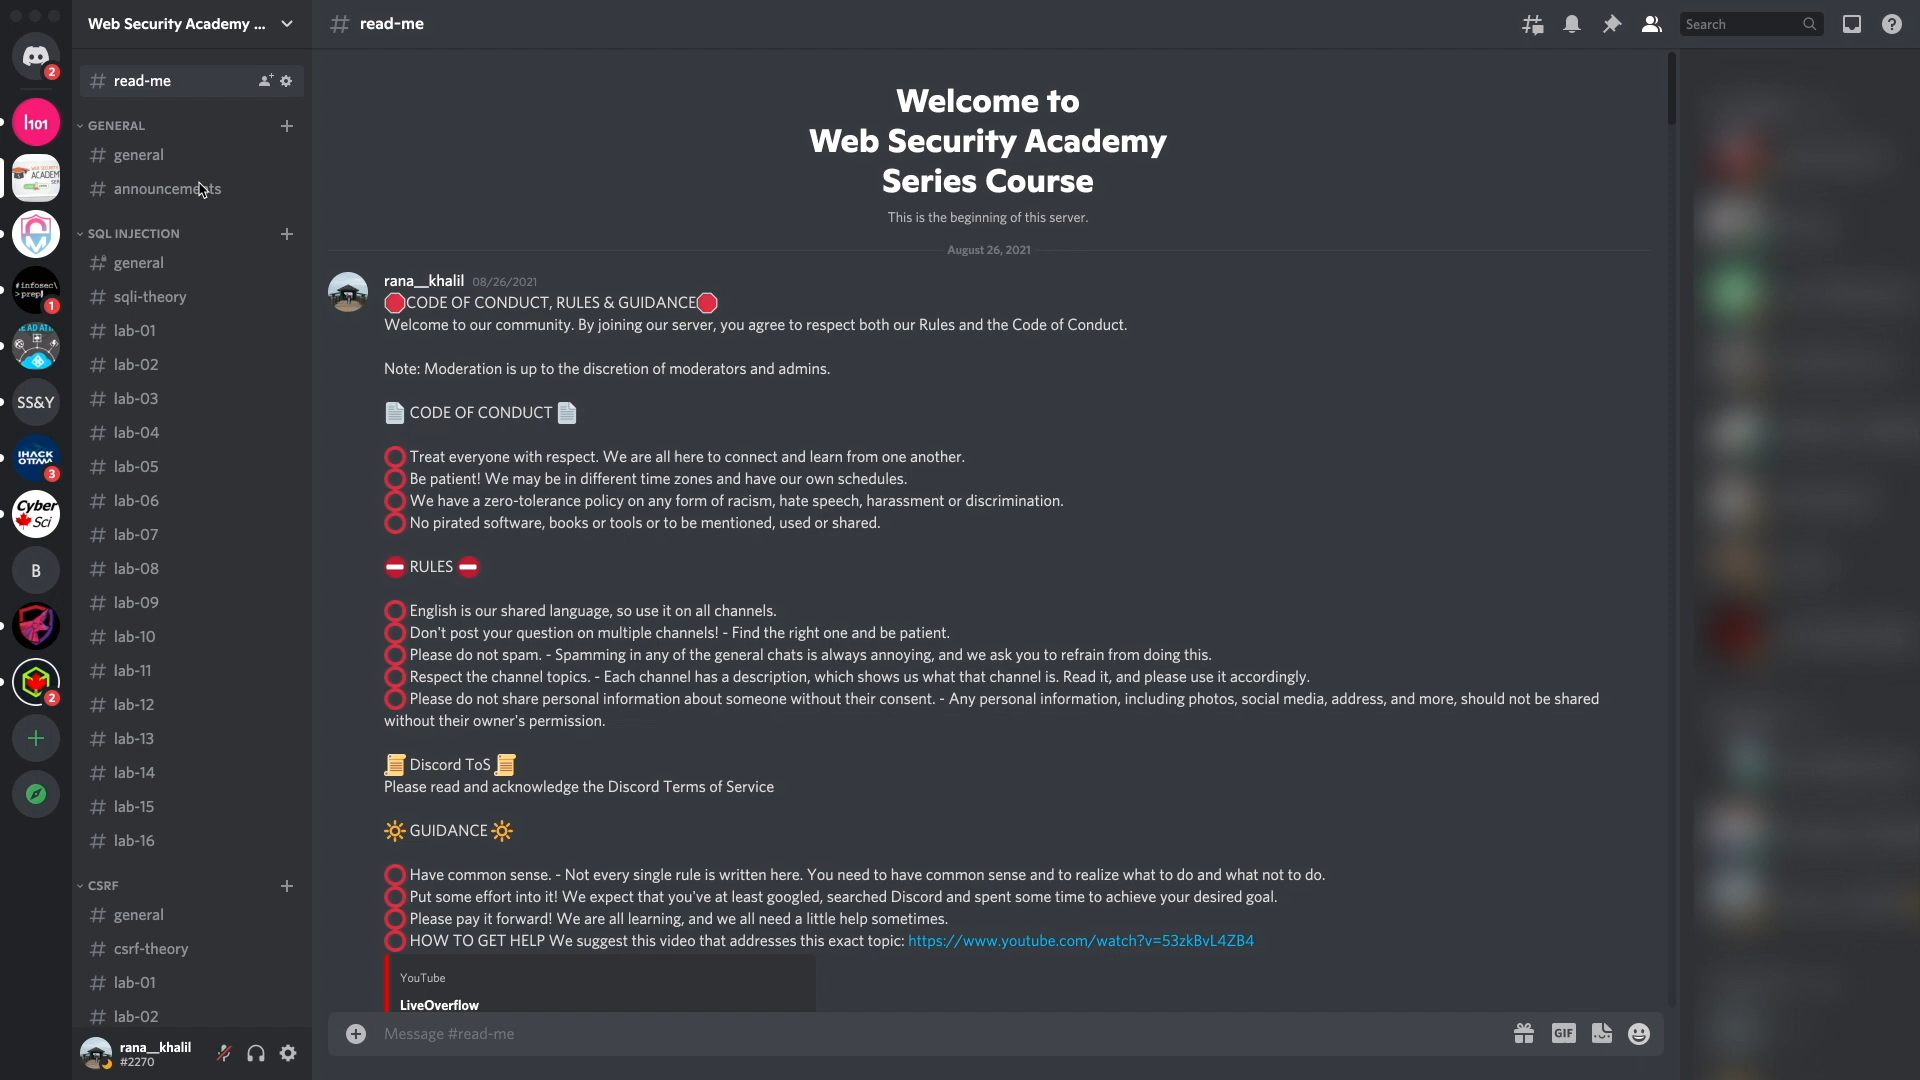 Web Security Academy ...
# read-me
GENERAL
# general
# announcements
SQL INJECTION
# general
# sqli-theory
# lab-01
# lab-02
# lab-03
# lab-04
# lab-05
# lab-06
# lab-07
# lab-08
# lab-09
# lab-10
# lab-11
# lab-12
# lab-13
# lab-14
# lab-15
# lab-16
CSRF
# general
# csrf-theory
# lab-01
# lab-02
rana__khalil
#2270
2
l101
#infosec\
>prep
1
SS&Y
IHACK
3
Cyber
Sci
B
2
# read-me
Search
Welcome to
Web Security Academy
Series Course
This is the beginning of this server.
August 26, 2021
rana__khalil 08/26/2021
CODE OF CONDUCT, RULES & GUIDANCE
Welcome to our community. By joining our server, you agree to respect both our Rules and the Code of Conduct.
Note: Moderation is up to the discretion of moderators and admins.
CODE OF CONDUCT
Treat everyone with respect. We are all here to connect and learn from one another.
Be patient! We may be in different time zones and have our own schedules.
We have a zero-tolerance policy on any form of racism, hate speech, harassment or discrimination.
No pirated software, books or tools or to be mentioned, used or shared.
RULES
English is our shared language, so use it on all channels.
Don't post your question on multiple channels! - Find the right one and be patient.
Please do not spam. - Spamming in any of the general chats is always annoying, and we ask you to refrain from doing this.
Respect the channel topics. - Each channel has a description, which shows us what that channel is. Read it, and please use it accordingly.
Please do not share personal information about someone without their consent. - Any personal information, including photos, social media, address, and more, should not be shared
without their owner's permission.
Discord ToS
Please read and acknowledge the Discord Terms of Service
GUIDANCE
Have common sense. - Not every single rule is written here. You need to have common sense and to realize what to do and what not to do.
Put some effort into it! We expect that you've at least googled, searched Discord and spent some time to achieve your desired goal.
Please pay it forward! We are all learning, and we all need a little help sometimes.
HOW TO GET HELP We suggest this video that addresses this exact topic: https://www.youtube.com/watch?v=53zkBvL4ZB4
YouTube
LiveOverflow
Message #read-me
GIF